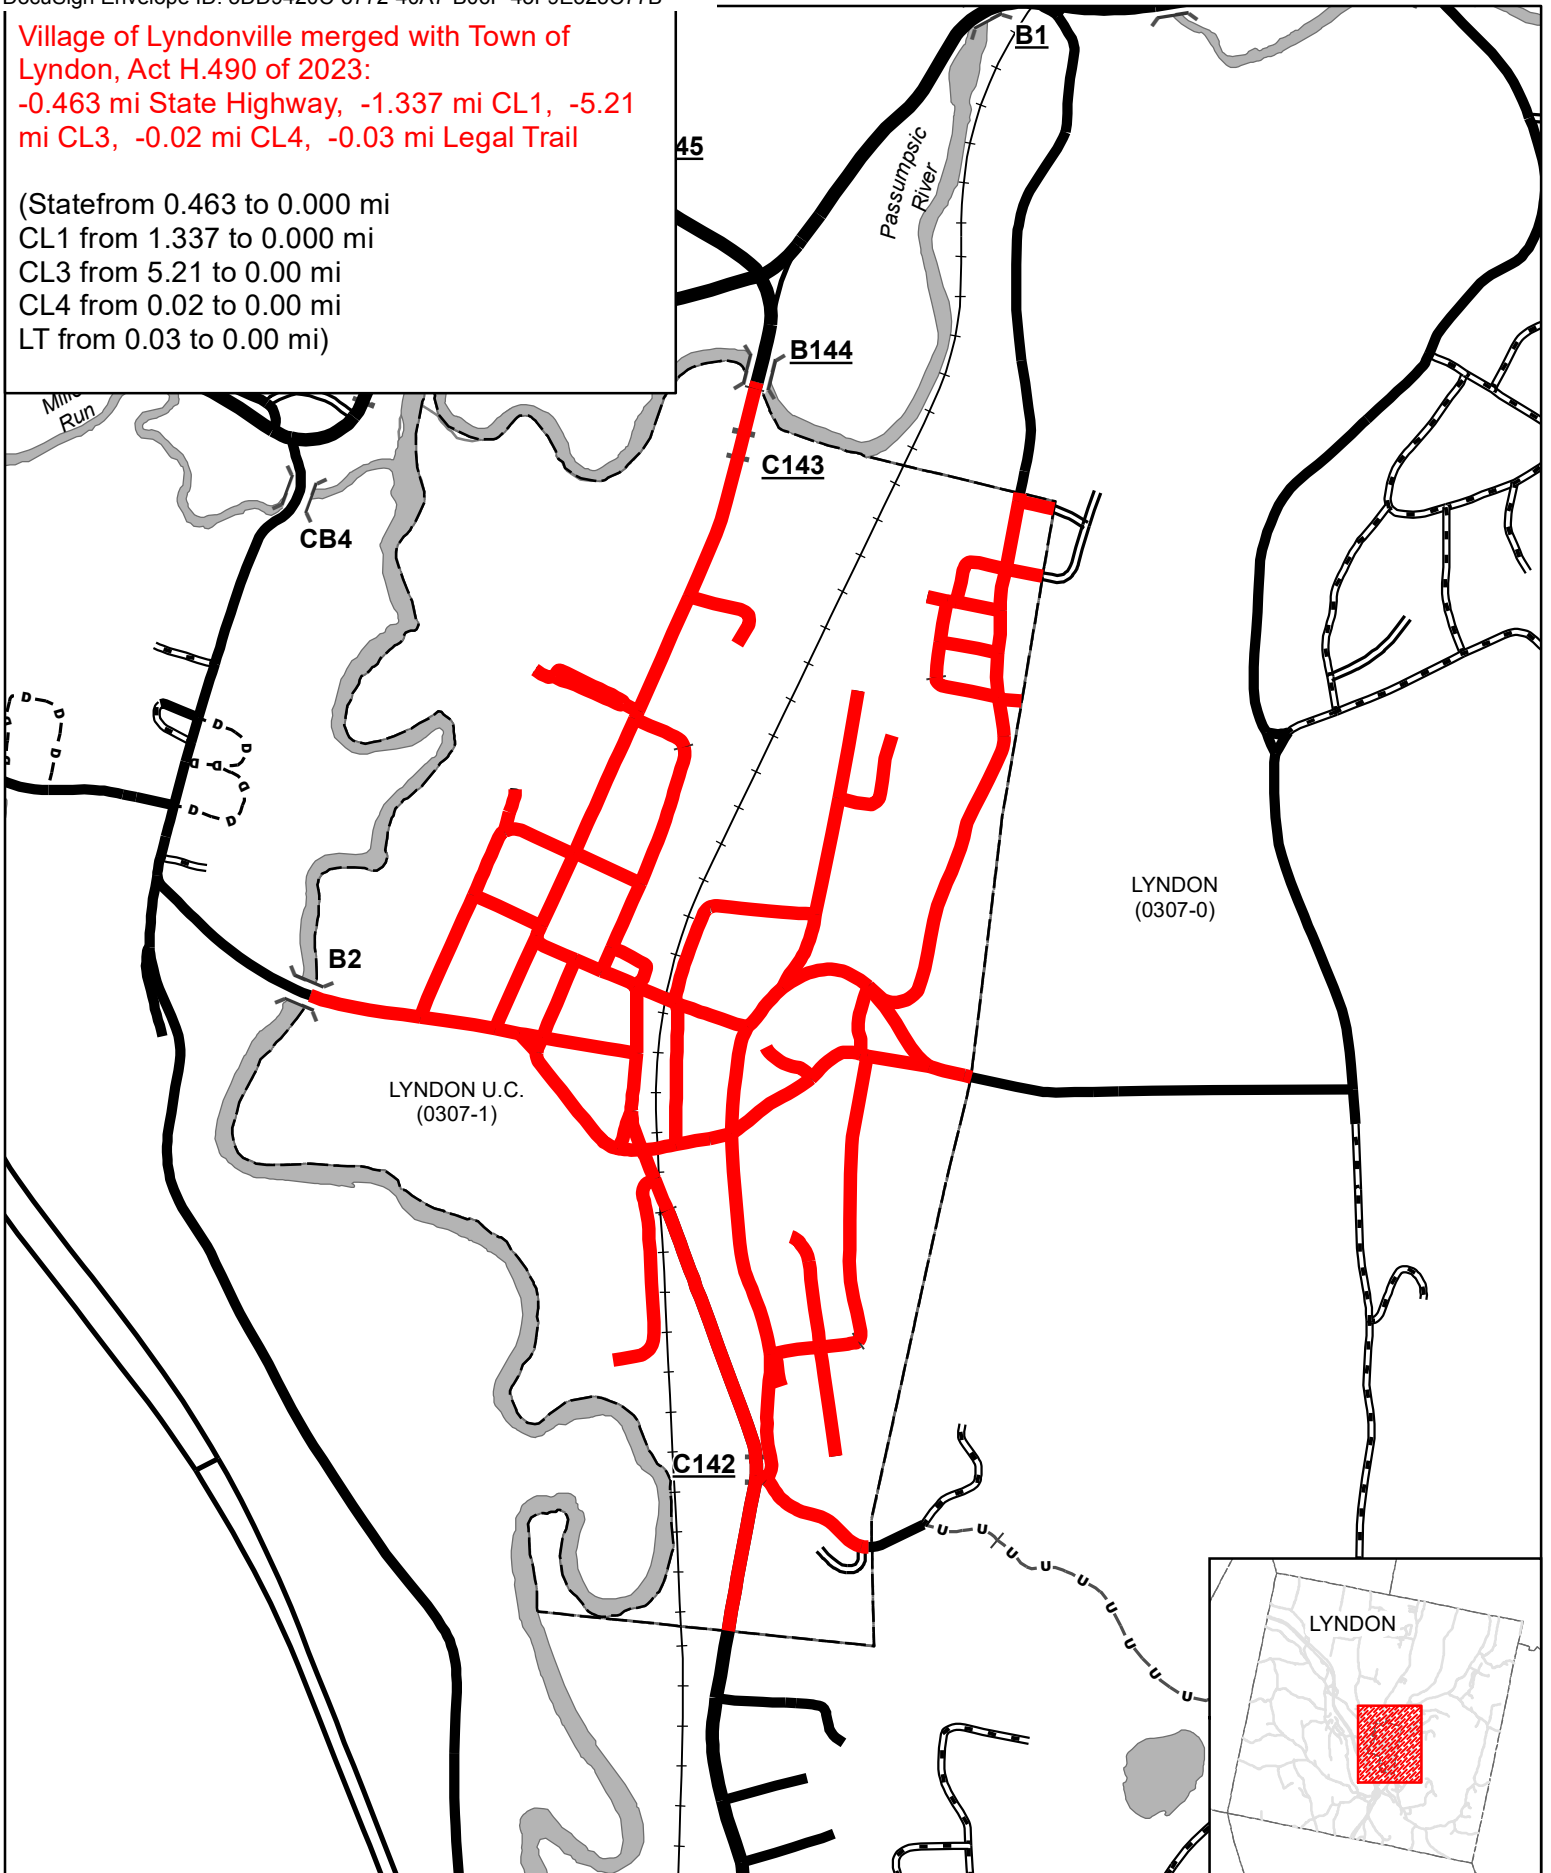 Village of Lyndonville merged with Town of
Lyndon, Act H.490 of 2023:
-0.463 mi State Highway, -1.337 mi CL1, -5.21
mi CL3, -0.02 mi CL4, -0.03 mi Legal Trail
(Statefrom 0.463 to 0.000 mi
CL1 from 1.337 to 0.000 mi
CL3 from 5.21 to 0.00 mi
CL4 from 0.02 to 0.00 mi
LT from 0.03 to 0.00 mi)
B1
45
Passumpsic
River
B144
Run
C143
CB4
D
D
D
D
D
D
D
D
D
D
D
LYNDON
(0307-0)
B2
LYNDON U.C.
(0307-1)
C142
U
U
U
U
U
U
U
U
U
LYNDON